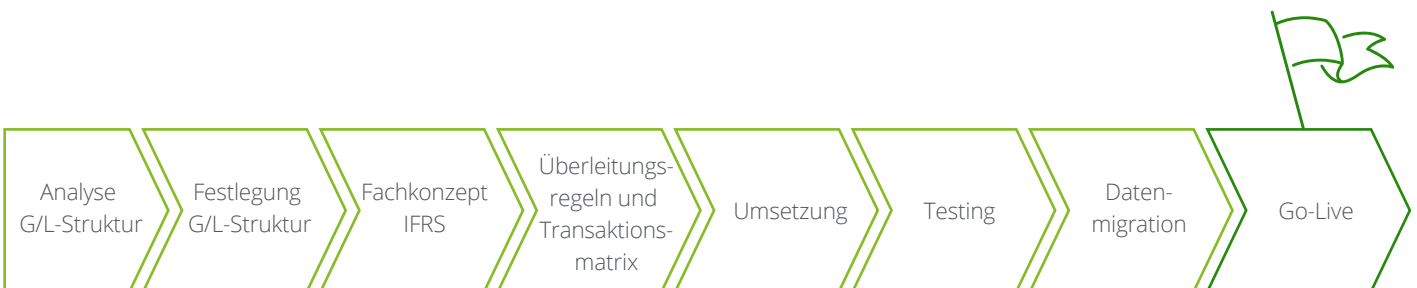 Analyse
G/L-Struktur
Festlegung
G/L-Struktur
Fachkonzept
IFRS
Überleitungs-
regeln und
Transaktions-
matrix
Umsetzung
Testing
Daten-
migration
Go-Live